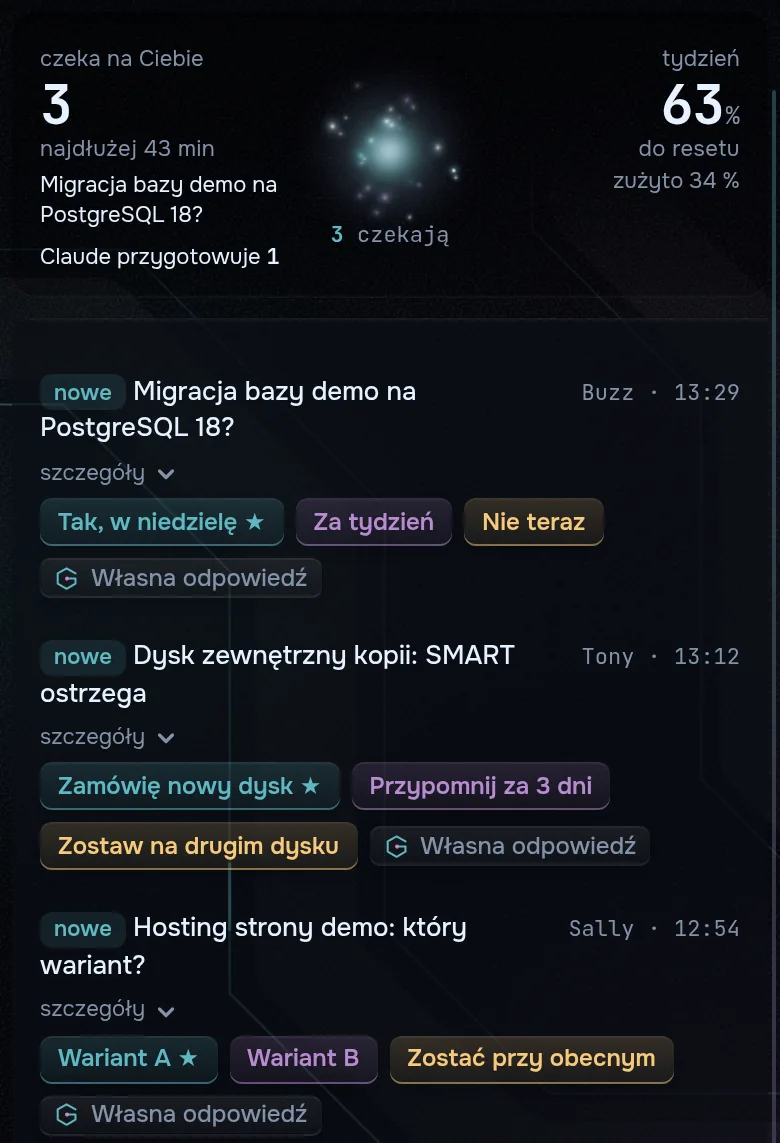 czeka na Ciebie
3
najdłużej 43 min
Migracja bazy demo na
PostgreSQL 18?
Claude przygotowuje 1
3 czekają
tydzień
63%
do resetu
zużyto 34 %
nowe Migracja bazy demo na
PostgreSQL 18?
Buzz · 13:29
szczegóły
Tak, w niedzielę ★ Za tydzień Nie teraz
Własna odpowiedź
nowe Dysk zewnętrzny kopii: SMART
ostrzega
Tony · 13:12
szczegóły
Zamówię nowy dysk ★ Przypomnij za 3 dni
Zostaw na drugim dysku Własna odpowiedź
nowe Hosting strony demo: który
wariant?
Sally · 12:54
szczegóły
Wariant A ★ Wariant B Zostać przy obecnym
Własna odpowiedź